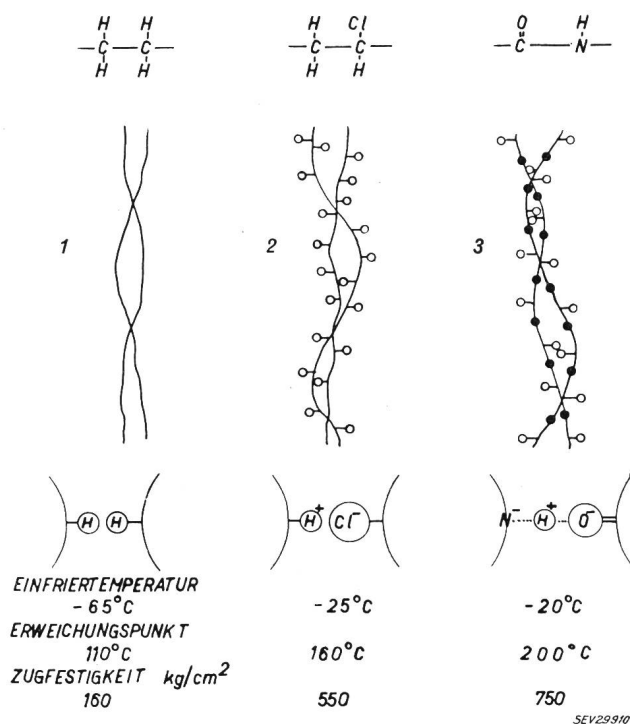 H H H Cl O H
–C–C– –C–C– –C–N–
H H H H
1 2 3
H H H+ Cl– N– H+ O–
EINFRIERTEMPERATUR
-65°C -25°C -20°C
ERWEICHUNGSPUNKT
110°C 160°C 200°C
ZUGFESTIGKEIT kg/cm²
160 550 750
SEV29910